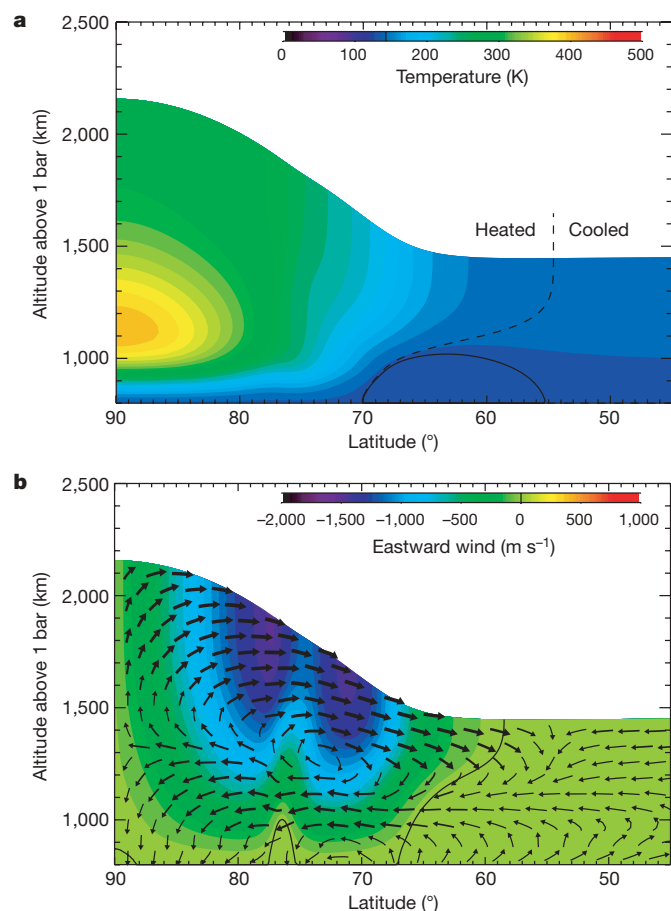 a
2,500
2,000
1,500
1,000
Altitude above 1 bar (km)
0 100 200 300 400 500
Temperature (K)
Heated Cooled
90 80 70 60 50
Latitude (°)
b
2,500
2,000
1,500
1,000
Altitude above 1 bar (km)
−2,000 −1,500 −1,000 −500 0 500 1,000
Eastward wind (m s⁻¹)
90 80 70 60 50
Latitude (°)